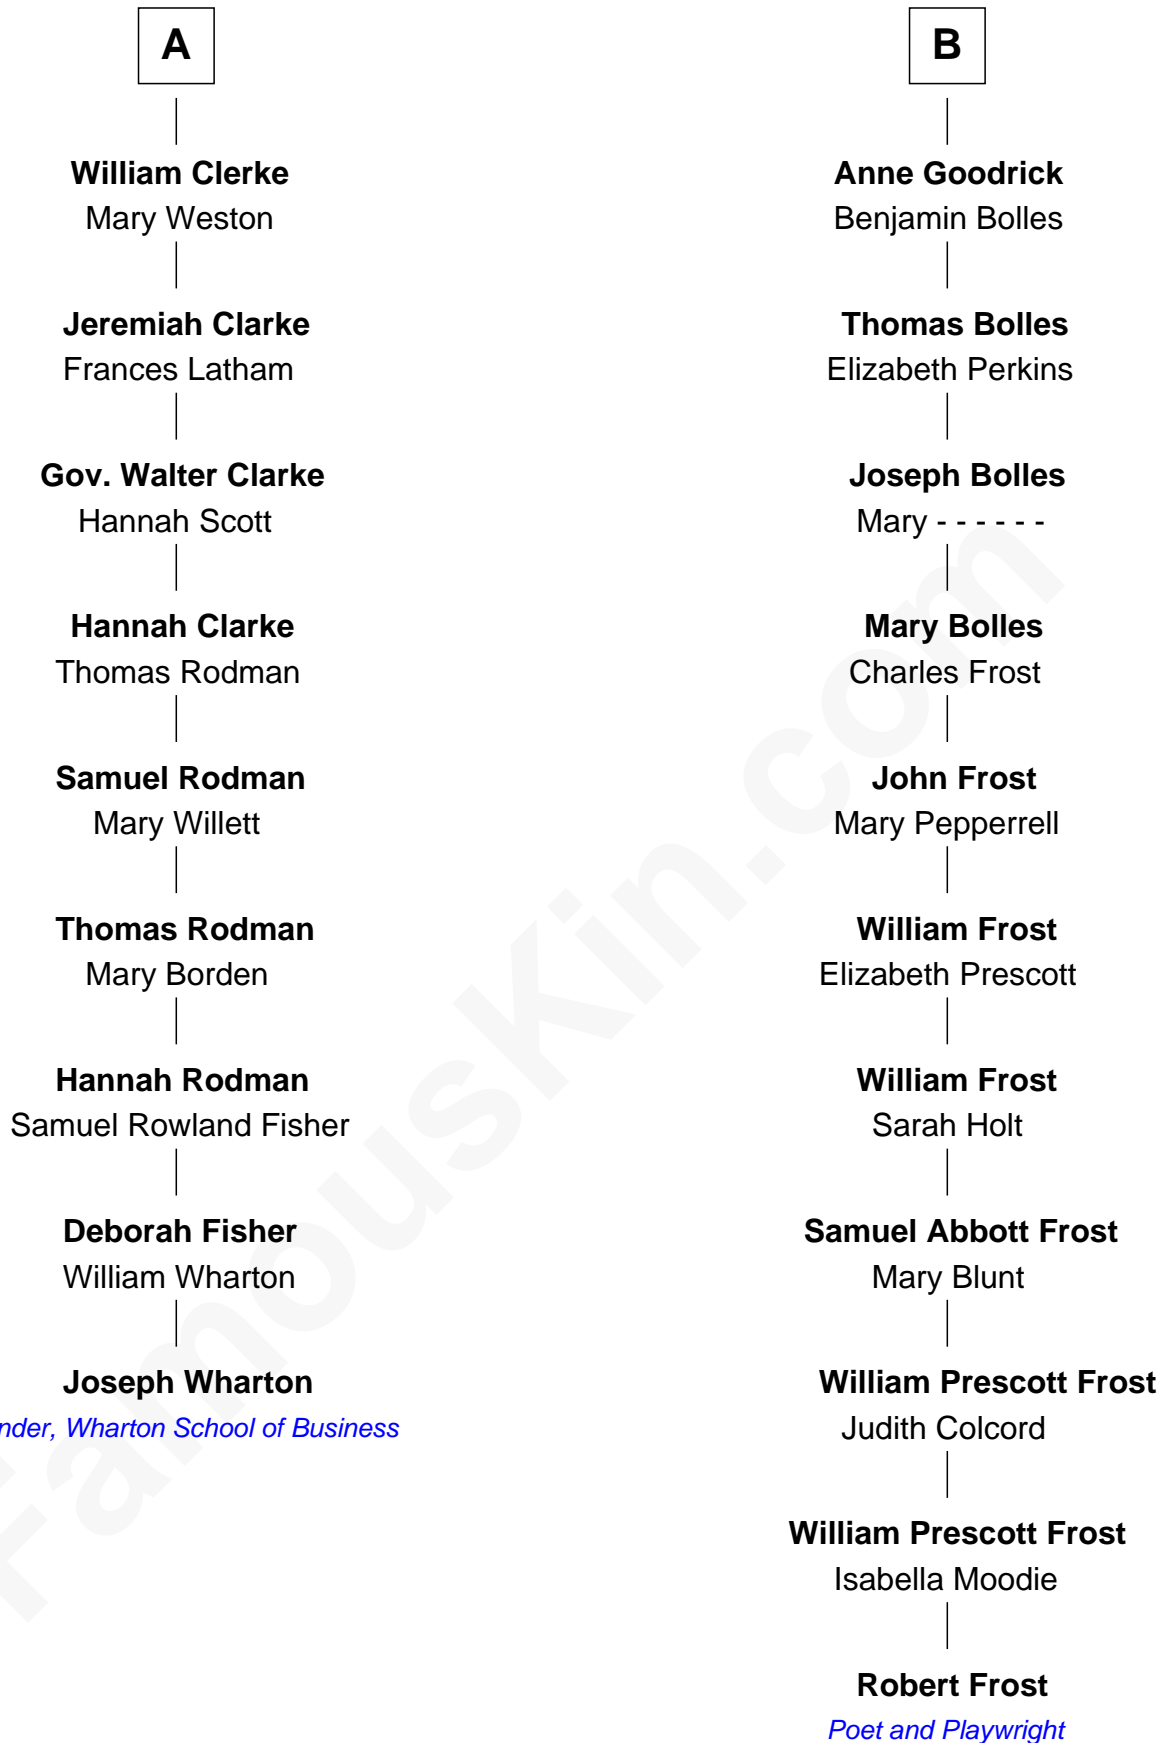 A
William Clerke
Mary Weston
Jeremiah Clarke
Frances Latham
Gov. Walter Clarke
Hannah Scott
Hannah Clarke
Thomas Rodman
Samuel Rodman
Mary Willett
Thomas Rodman
Mary Borden
Hannah Rodman
Samuel Rowland Fisher
Deborah Fisher
William Wharton
Joseph Wharton
nder, Wharton School of Business
B
Anne Goodrick
Benjamin Bolles
Thomas Bolles
Elizabeth Perkins
Joseph Bolles
Mary - - - - - -
Mary Bolles
Charles Frost
John Frost
Mary Pepperrell
William Frost
Elizabeth Prescott
William Frost
Sarah Holt
Samuel Abbott Frost
Mary Blunt
William Prescott Frost
Judith Colcord
William Prescott Frost
Isabella Moodie
Robert Frost
Poet and Playwright
FamousKin.com